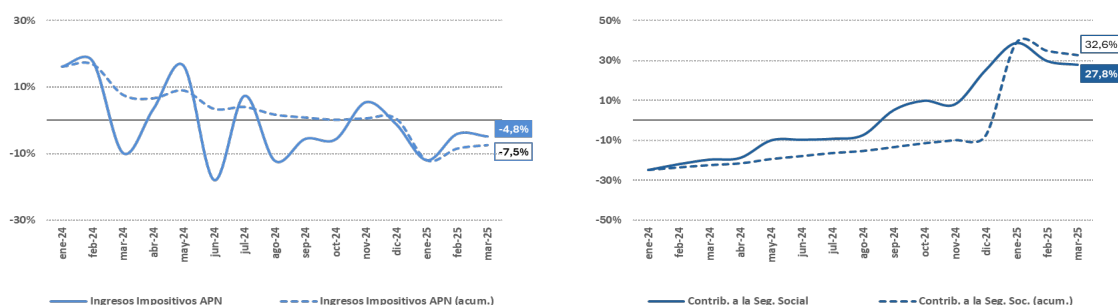 30%
10%
-10%
-30%
-4,8%
-7,5%
ene-24
feb-24
mar-24
abr-24
may-24
jun-24
jul-24
ago-24
sep-24
oct-24
nov-24
dic-24
ene-25
feb-25
mar-25
Ingresos Impositivos APN
Ingresos Impositivos APN (acum.)
50%
30%
10%
-10%
-30%
-50%
32,6%
27,8%
ene-24
feb-24
mar-24
abr-24
may-24
jun-24
jul-24
ago-24
sep-24
oct-24
nov-24
dic-24
ene-25
feb-25
mar-25
Contrib. a la Seg. Social
Contrib. a la Seg. Soc. (acum.)